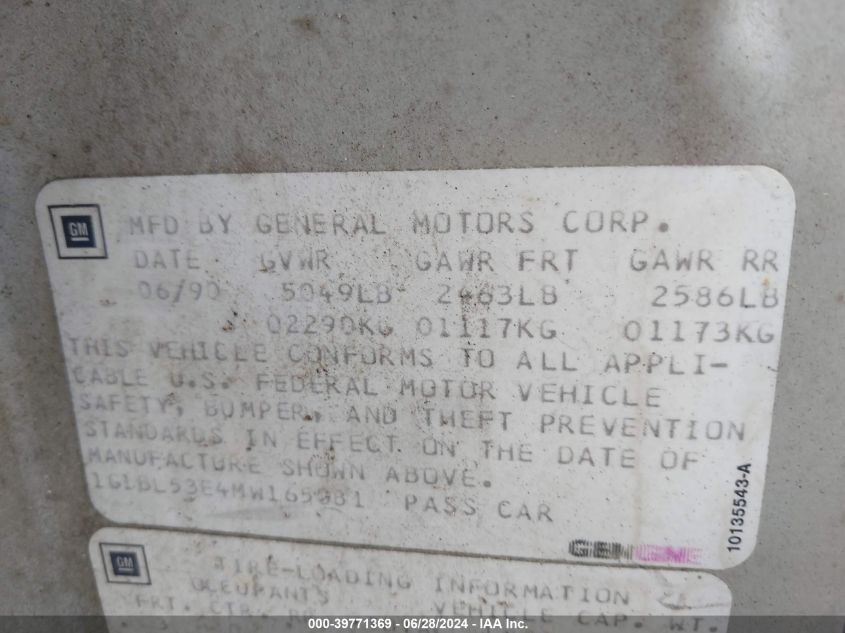 GM
MFD BY GENERAL MOTORS CORP.
DATE GVWR GAWR FRT GAWR RR
06/90 5049LB 2463LB 2586LB
02290KG 01117KG 01173KG
THIS VEHICLE CONFORMS TO ALL APPLI-
CABLE U.S. FEDERAL MOTOR VEHICLE
SAFETY, BUMPER, AND THEFT PREVENTION
STANDARDS IN EFFECT ON THE DATE OF
MANUFACTURE SHOWN ABOVE.
PASS CAR
10135543-A
GM
TIRE-LOADING INFORMATION
OCCUPANTS VEHICLE CAP. WT.
FRT. CTR.
000-39771369 - 06/28/2024 - IAA Inc.